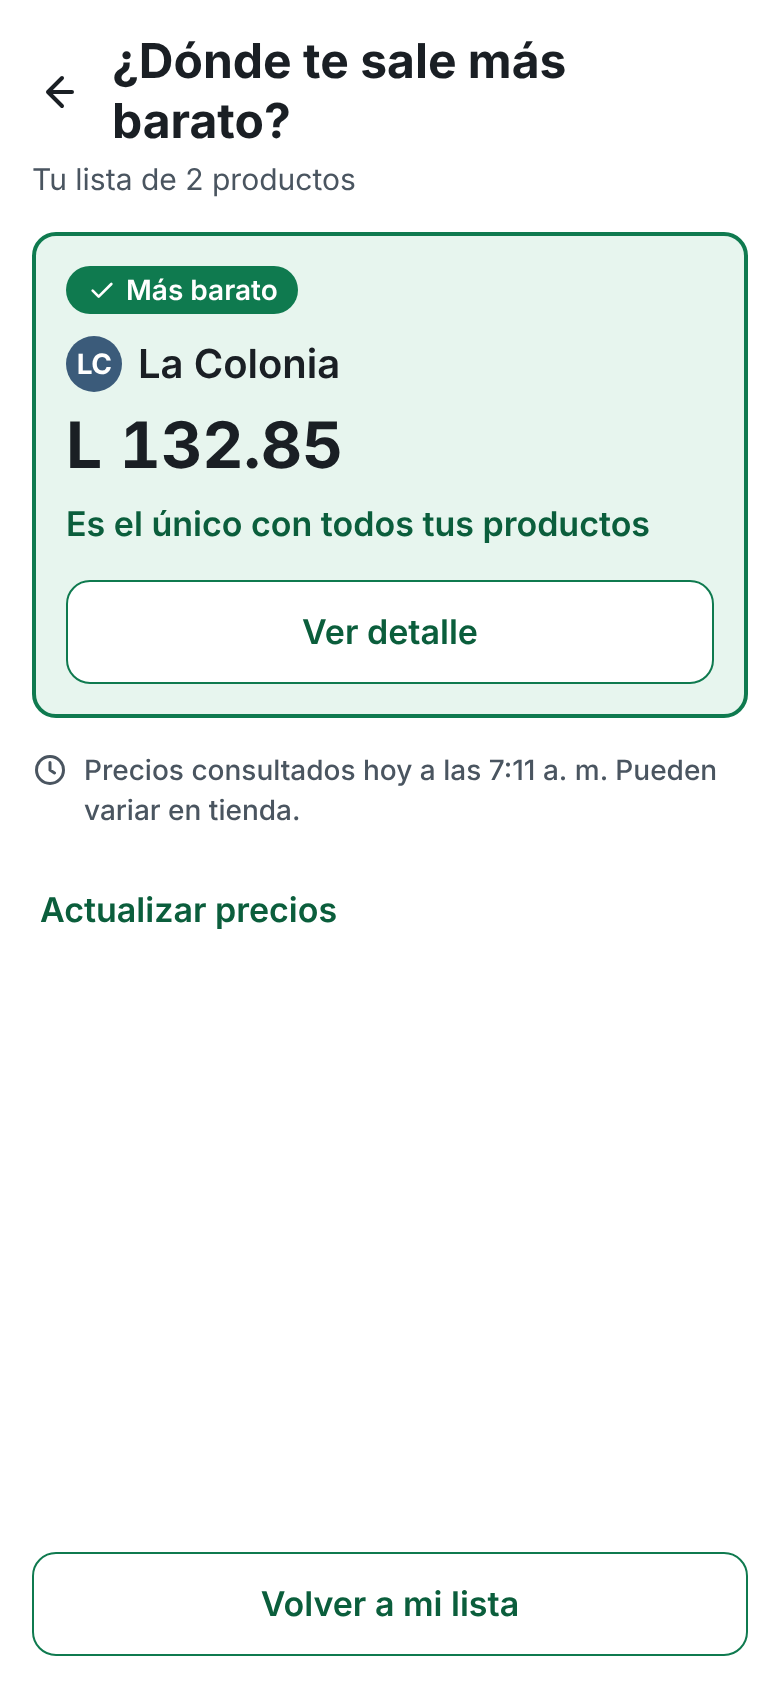 ¿Dónde te sale más
barato?
Tu lista de 2 productos
Más barato
LC La Colonia
L 132.85
Es el único con todos tus productos
Ver detalle
Precios consultados hoy a las 7:11 a. m. Pueden
variar en tienda.
Actualizar precios
Volver a mi lista